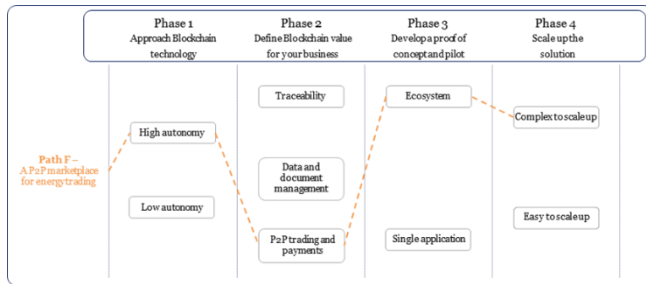 Phase 1
Approach Blockchain
technology
Phase 2
Define Blockchain value
for your business
Phase 3
Develop a proof of
concept and pilot
Phase 4
Scale up the
solution
Path F –
A P2P marketplace
for energy trading
High autonomy
Low autonomy
Traceability
Data and
document
management
P2P trading and
payments
Ecosystem
Single application
Complex to scale up
Easy to scale up